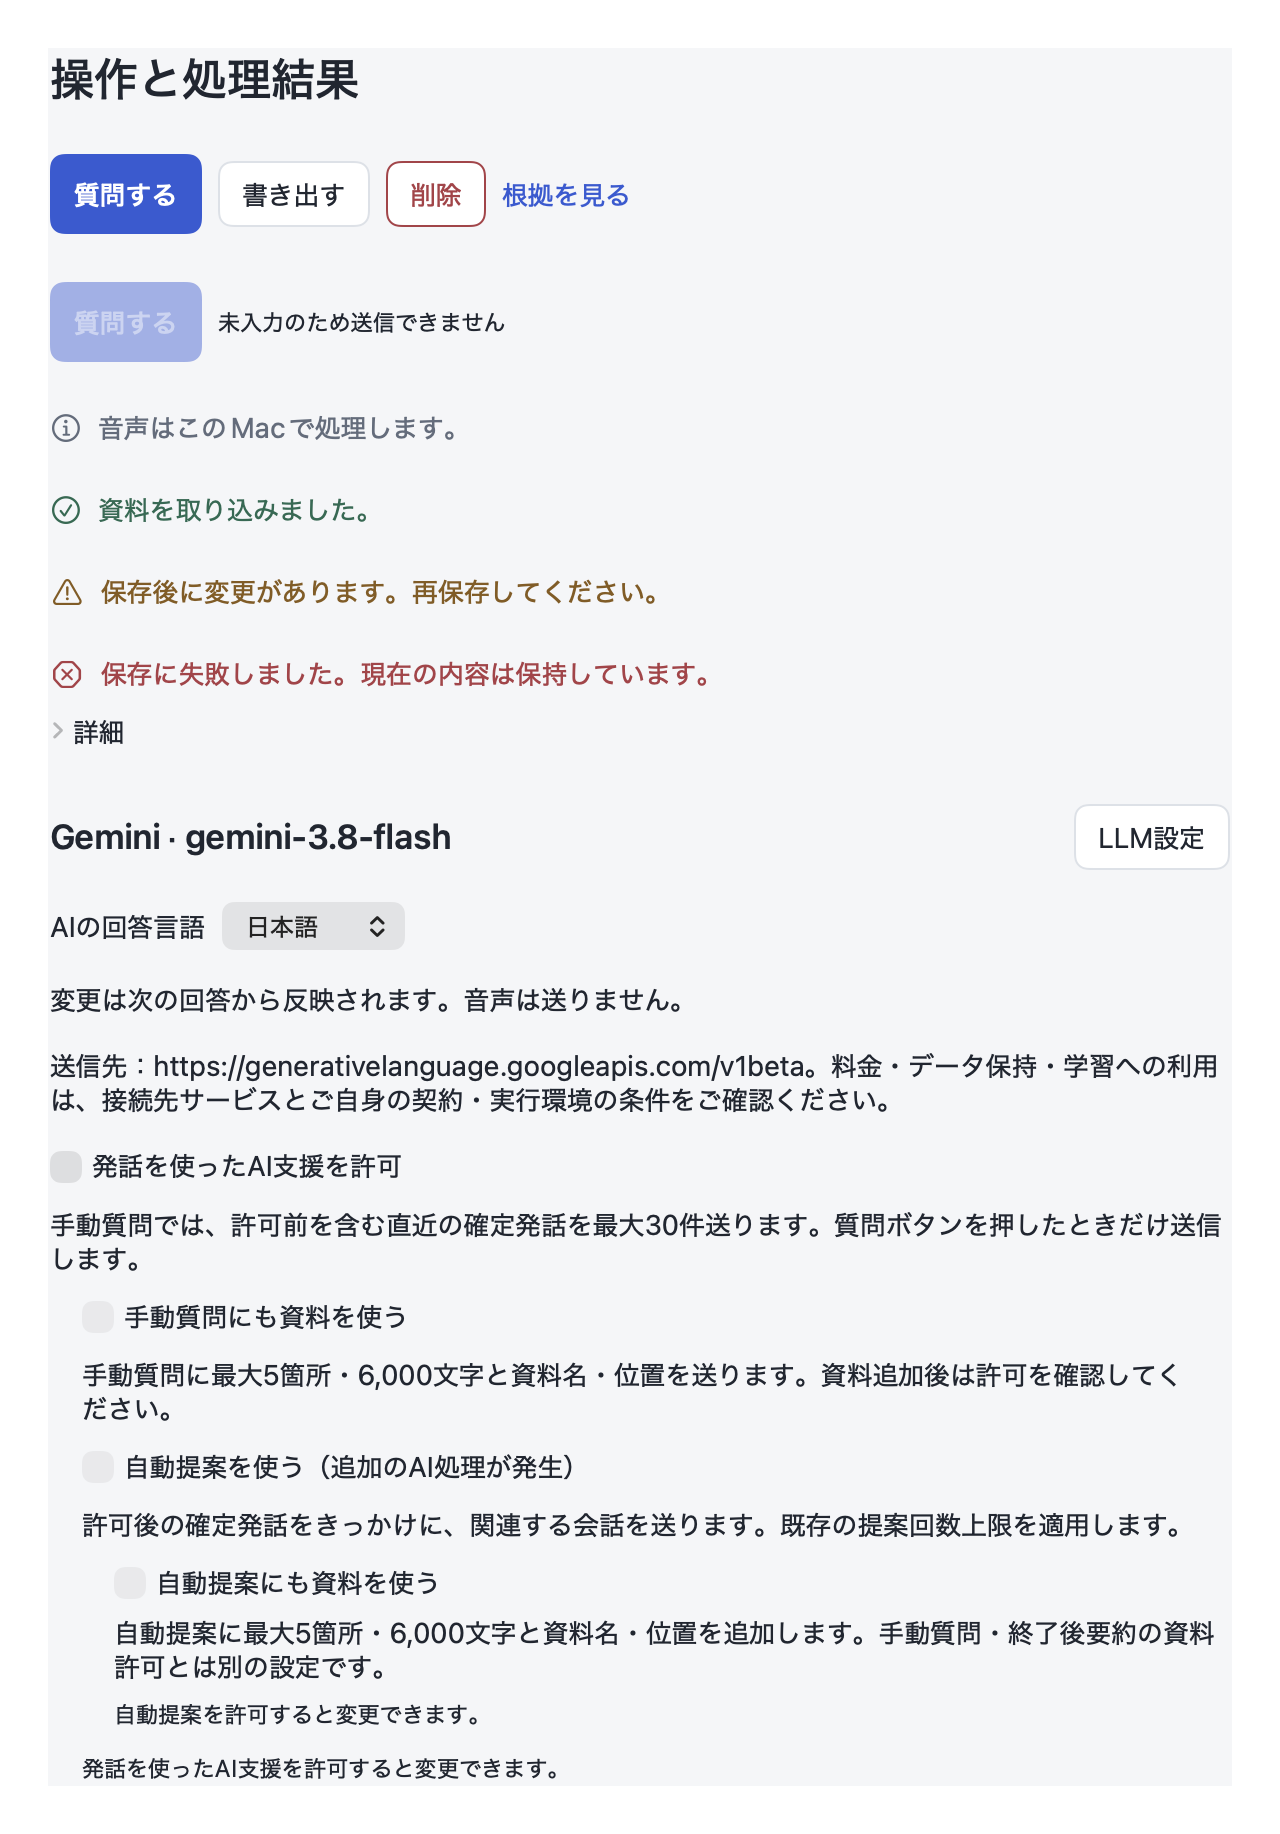 操作と処理結果
質問する 書き出す 削除 根拠を見る
質問する 未入力のため送信できません
音声はこのMacで処理します。
資料を取り込みました。
保存後に変更があります。再保存してください。
保存に失敗しました。現在の内容は保持しています。
詳細
Gemini · gemini-3.8-flash LLM設定
AIの回答言語 日本語
変更は次の回答から反映されます。音声は送りません。
送信先：https://generativelanguage.googleapis.com/v1beta。料金・データ保持・学習への利用
は、接続先サービスとご自身の契約・実行環境の条件をご確認ください。
発話を使ったAI支援を許可
手動質問では、許可前を含む直近の確定発話を最大30件送ります。質問ボタンを押したときだけ送信
します。
手動質問にも資料を使う
手動質問に最大5箇所・6,000文字と資料名・位置を送ります。資料追加後は許可を確認してく
ださい。
自動提案を使う（追加のAI処理が発生）
許可後の確定発話をきっかけに、関連する会話を送ります。既存の提案回数上限を適用します。
自動提案にも資料を使う
自動提案に最大5箇所・6,000文字と資料名・位置を追加します。手動質問・終了後要約の資料
許可とは別の設定です。
自動提案を許可すると変更できます。
発話を使ったAI支援を許可すると変更できます。